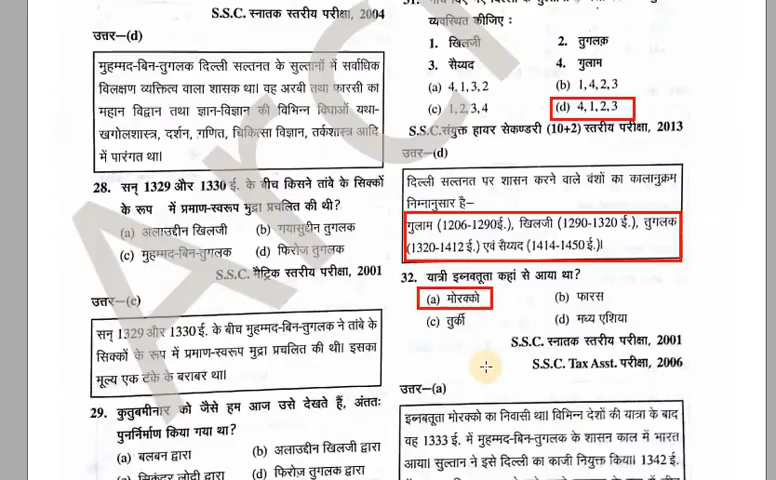 S.S.C. स्नातक स्तरीय परीक्षा, 2004
उत्तर—(d)
मुहम्मद-बिन-तुगलक दिल्ली सल्तनत के सुल्तानों में सर्वाधिक
विलक्षण व्यक्तित्व वाला शासक था। वह अरबी तथा फारसी का
महान विद्वान तथा ज्ञान-विज्ञान की विभिन्न विधाओं यथा-
खगोलशास्त्र, दर्शन, गणित, चिकित्सा विज्ञान, तर्कशास्त्र आदि
में पारंगत था।
28. सन् 1329 और 1330 ई. के बीच किसने तांबे के सिक्कों
के रूप में प्रमाण-स्वरूप मुद्रा प्रचलित की थी?
(a) अलाउद्दीन खिलजी (b) गयासुद्दीन तुगलक
(c) मुहम्मद-बिन-तुगलक (d) फिरोज तुगलक
S.S.C. मैट्रिक स्तरीय परीक्षा, 2001
उत्तर—(c)
सन् 1329 और 1330 ई. के बीच मुहम्मद-बिन-तुगलक ने तांबे के
सिक्कों के रूप में प्रमाण-स्वरूप मुद्रा प्रचलित की थी। इसका
मूल्य एक टंके के बराबर था।
29. कुतुबमीनार को जैसे हम आज उसे देखते हैं, अंततः
पुनर्निर्माण किया गया था?
(a) बलबन द्वारा (b) अलाउद्दीन खिलजी द्वारा
सिकंदर लोदी द्वारा (d) फिरोज़ तुगलक द्वारा
व्यवस्थित कीजिए :
1. खिलजी 2. तुगलक़
3. सैय्यद 4. गुलाम
(a) 4,1,3,2 (b) 1,4,2,3
(c) 1,2,3,4 (d) 4,1,2,3
S.S.C.संयुक्त हायर सेकण्डरी (10+2) स्तरीय परीक्षा, 2013
उत्तर—(d)
दिल्ली सल्तनत पर शासन करने वाले वंशों का कालानुक्रम
निम्नानुसार है–
गुलाम (1206-1290ई.), खिलजी (1290-1320 ई.), तुगलक
(1320-1412 ई.) एवं सैय्यद (1414-1450 ई.)।
32. यात्री इब्नबतूता कहां से आया था?
(a) मोरक्को (b) फारस
(c) तुर्की (d) मध्य एशिया
S.S.C. स्नातक स्तरीय परीक्षा, 2001
S.S.C. Tax Asst. परीक्षा, 2006
उत्तर—(a)
इब्नबतूता मोरक्को का निवासी था। विभिन्न देशों की यात्रा के बाद
वह 1333 ई. में मुहम्मद-बिन-तुगलक के शासन काल में भारत
आया। सुल्तान ने इसे दिल्ली का काजी नियुक्त किया। 1342 ई.